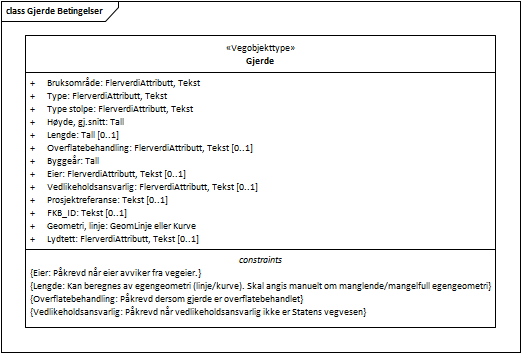 class Gjerde Betingelser
«Vegobjekttype»
Gjerde
+ Bruksområde: FlerverdiAttributt, Tekst
+ Type: FlerverdiAttributt, Tekst
+ Type stolpe: FlerverdiAttributt, Tekst
+ Høyde, gj.snitt: Tall
+ Lengde: Tall [0..1]
+ Overflatebehandling: FlerverdiAttributt, Tekst [0..1]
+ Byggeår: Tall
+ Eier: FlerverdiAttributt, Tekst [0..1]
+ Vedlikeholdsansvarlig: FlerverdiAttributt, Tekst [0..1]
+ Prosjektreferanse: Tekst [0..1]
+ FKB_ID: Tekst [0..1]
+ Geometri, linje: GeomLinje eller Kurve
+ Lydtett: FlerverdiAttributt, Tekst [0..1]
constraints
{Eier: Påkrevd når eier avviker fra vegeier.}
{Lengde: Kan beregnes av egengeometri (linje/kurve). Skal angis manuelt om manglende/mangelfull egengeometri}
{Overflatebehandling: Påkrevd dersom gjerde er overflatebehandlet}
{Vedlikeholdsansvarlig: Påkrevd når vedlikeholdsansvarlig ikke er Statens vegvesen}